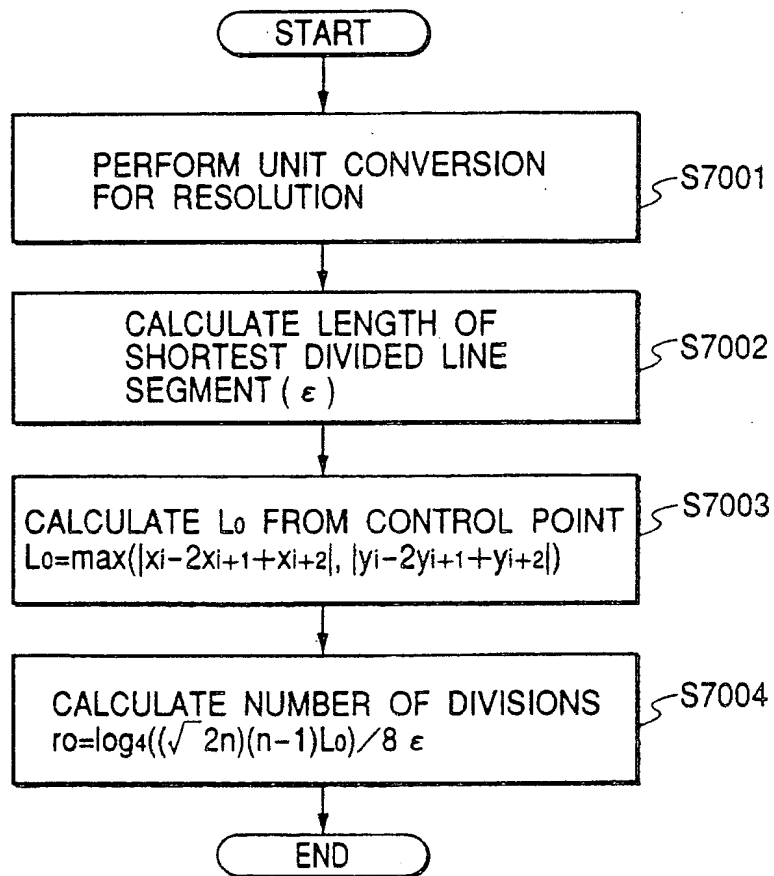 START
PERFORM UNIT CONVERSION
FOR RESOLUTION
S7001
CALCULATE LENGTH OF
SHORTEST DIVIDED LINE
SEGMENT ( ε )
S7002
CALCULATE L0 FROM CONTROL POINT
L0=max(|xi-2xi+1+xi+2|, |yi-2yi+1+yi+2|)
S7003
CALCULATE NUMBER OF DIVISIONS
ro=log4((√ 2n)(n-1)L0)/8 ε
S7004
END